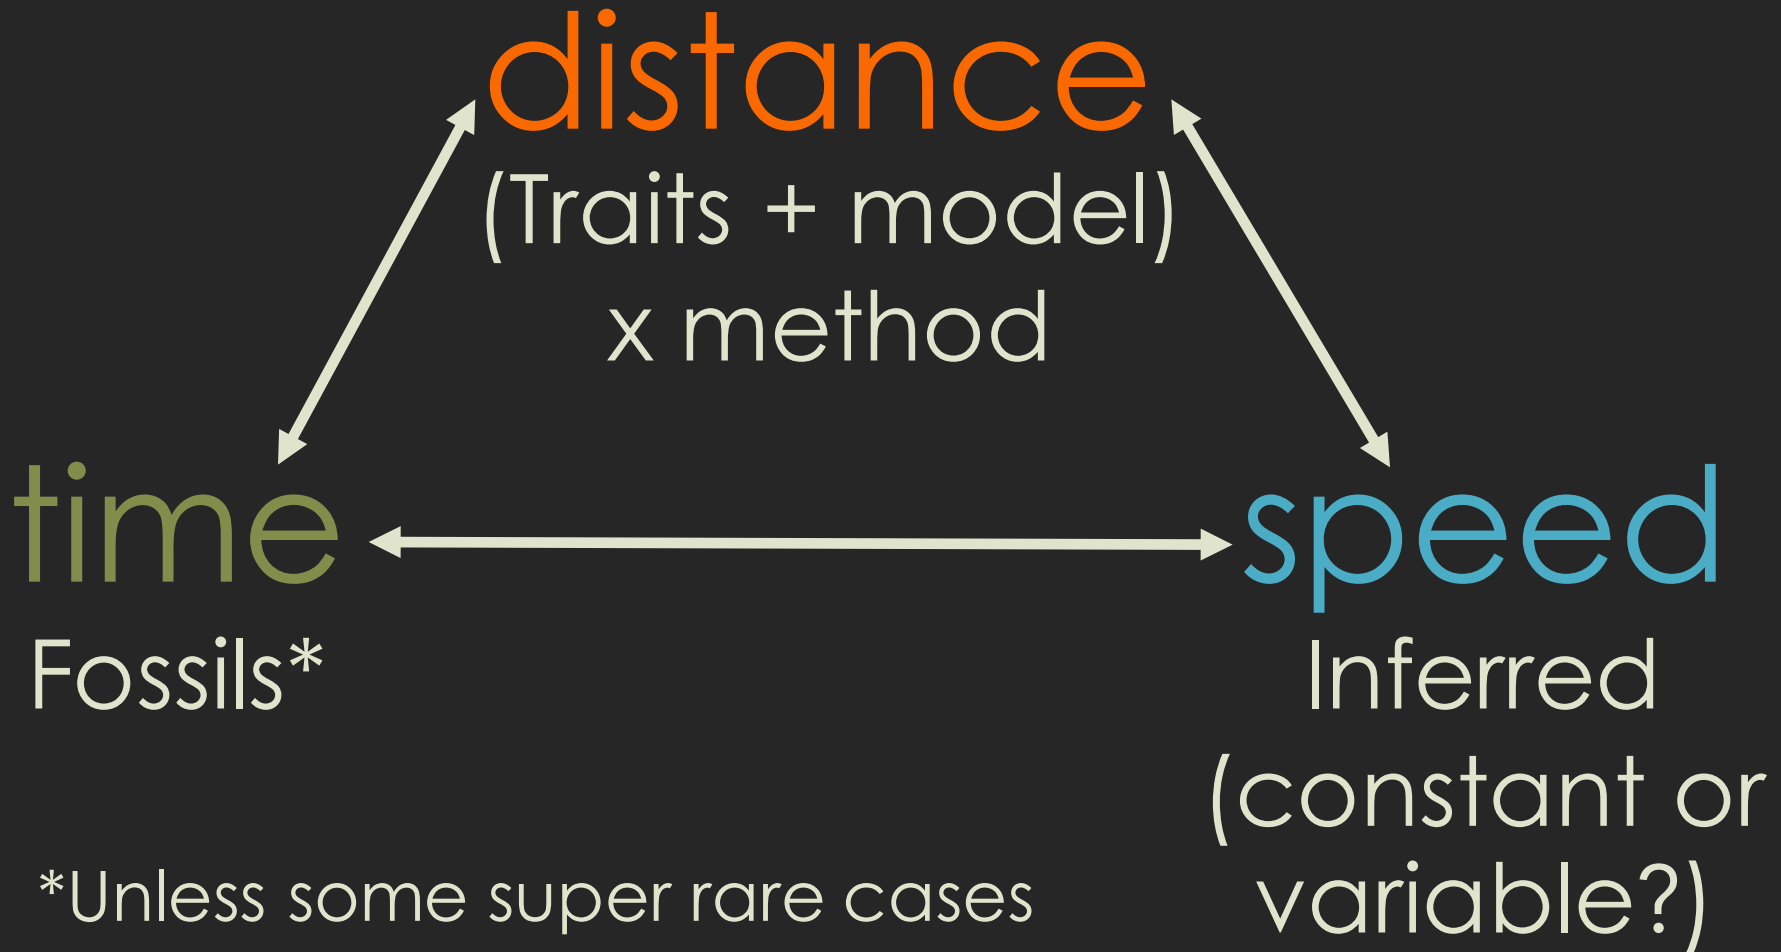 distance
(Traits + model)
x method
time
speed
Fossils*
Inferred
(constant or
variable?)
*Unless some super rare cases